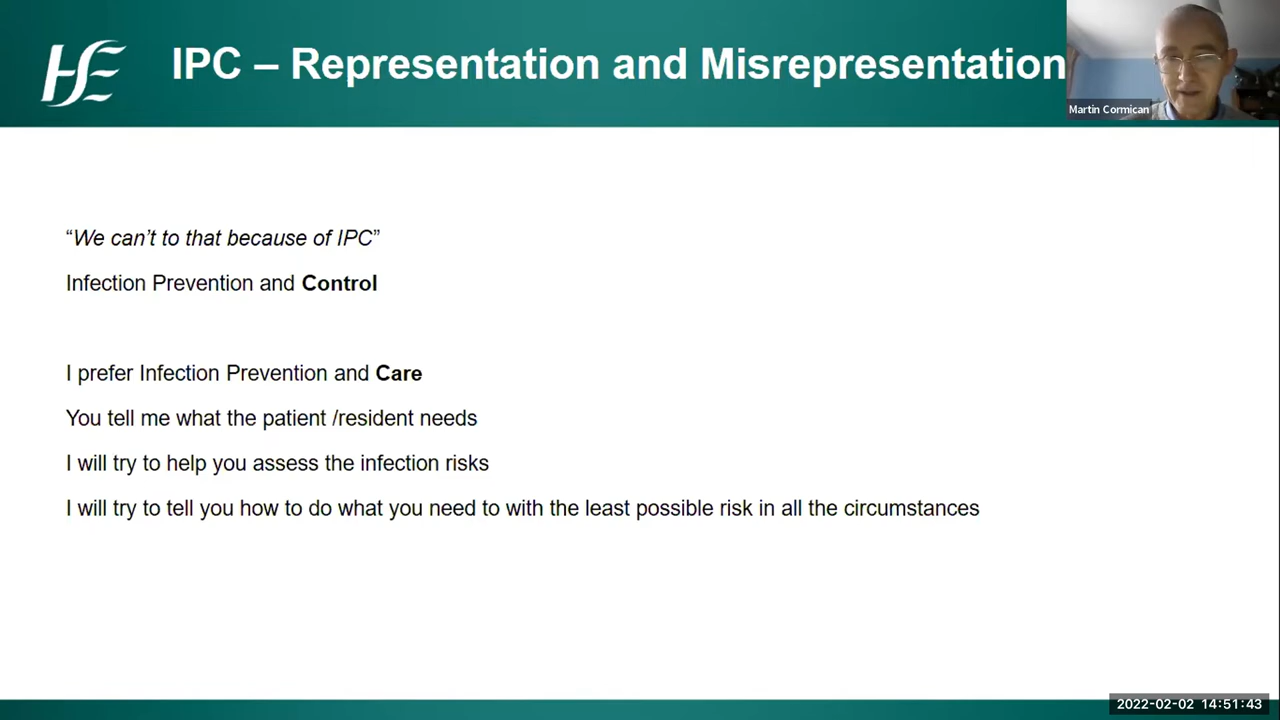 HSE
IPC – Representation and Misrepresentation
Martin Cormican
“We can’t to that because of IPC”
Infection Prevention and Control
I prefer Infection Prevention and Care
You tell me what the patient /resident needs
I will try to help you assess the infection risks
I will try to tell you how to do what you need to with the least possible risk in all the circumstances
2022-02-02 14:51:43